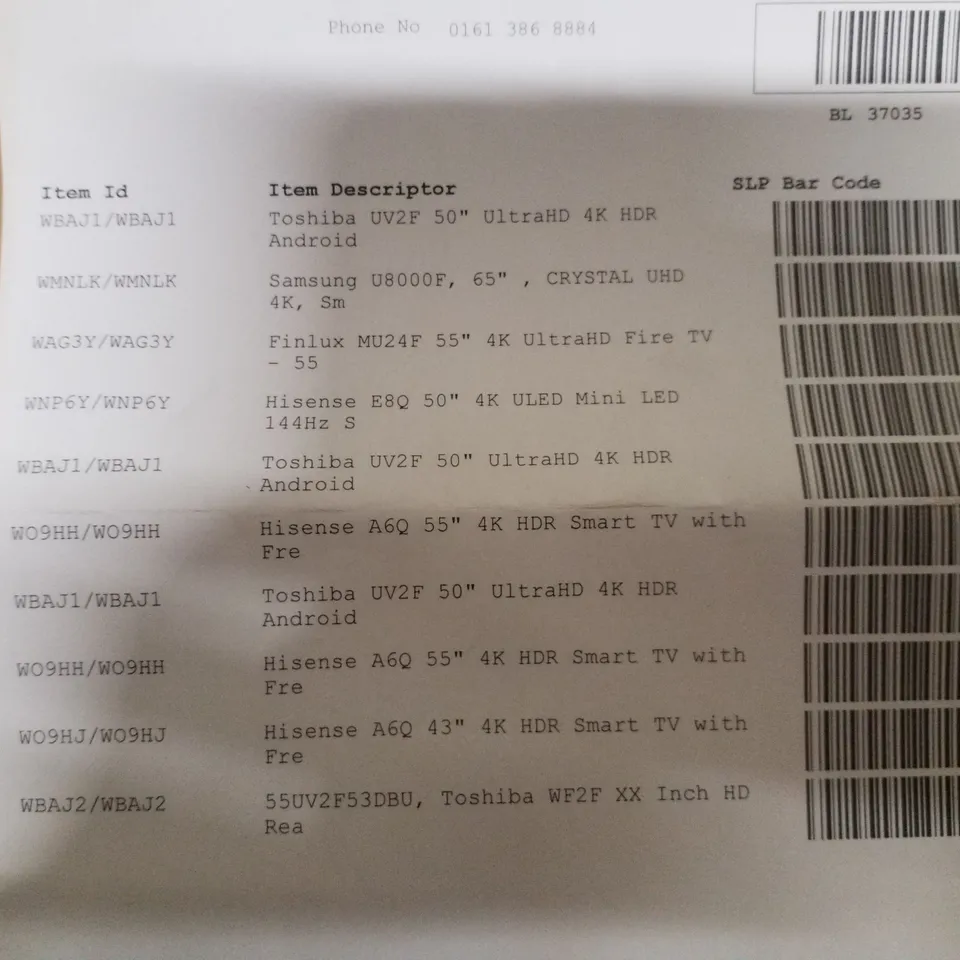 Phone No 0161 386 8884
BL 37035
Item Id Item Descriptor SLP Bar Code
WBAJ1/WBAJ1 Toshiba UV2F 50" UltraHD 4K HDR
Android
WMNLK/WMNLK Samsung U8000F, 65" , CRYSTAL UHD
4K, Sm
WAG3Y/WAG3Y Finlux MU24F 55" 4K UltraHD Fire TV
- 55
WNP6Y/WNP6Y Hisense E8Q 50" 4K ULED Mini LED
144Hz S
WBAJ1/WBAJ1 Toshiba UV2F 50" UltraHD 4K HDR
Android
WO9HH/WO9HH Hisense A6Q 55" 4K HDR Smart TV with
Fre
WBAJ1/WBAJ1 Toshiba UV2F 50" UltraHD 4K HDR
Android
WO9HH/WO9HH Hisense A6Q 55" 4K HDR Smart TV with
Fre
WO9HJ/WO9HJ Hisense A6Q 43" 4K HDR Smart TV with
Fre
WBAJ2/WBAJ2 55UV2F53DBU, Toshiba WF2F XX Inch HD
Rea